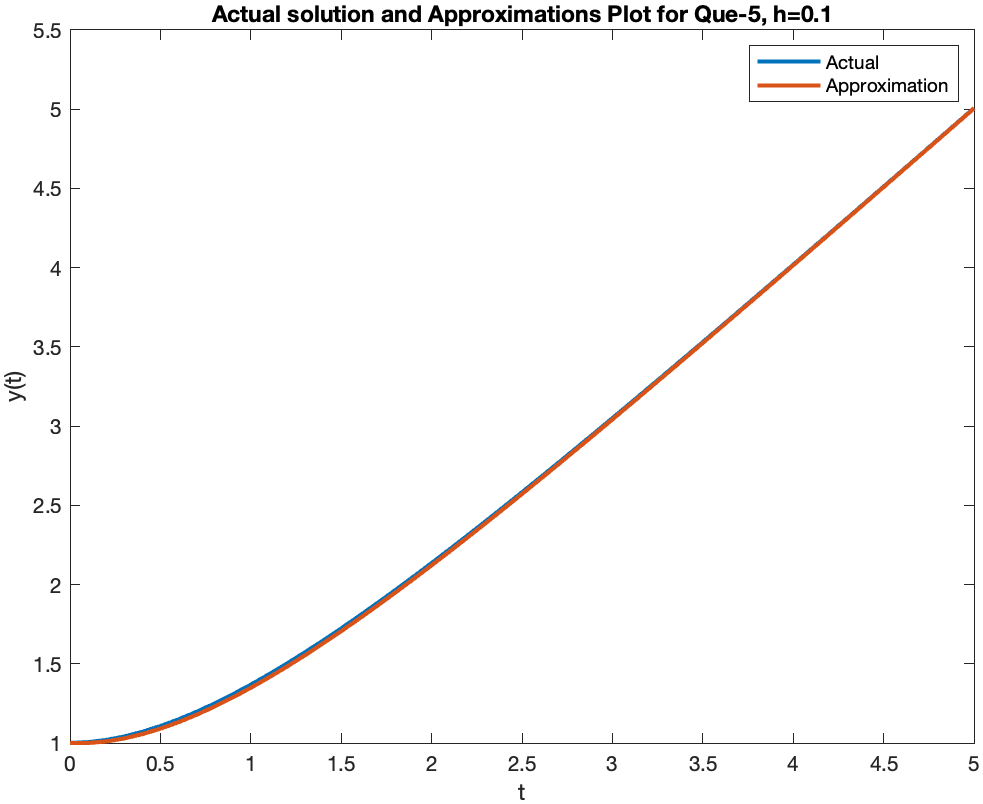 Actual solution and Approximations Plot for Que-5, h=0.1
Actual
Approximation
5.5
5
4.5
4
3.5
3
2.5
2
1.5
1
y(t)
0 0.5 1 1.5 2 2.5 3 3.5 4 4.5 5
t